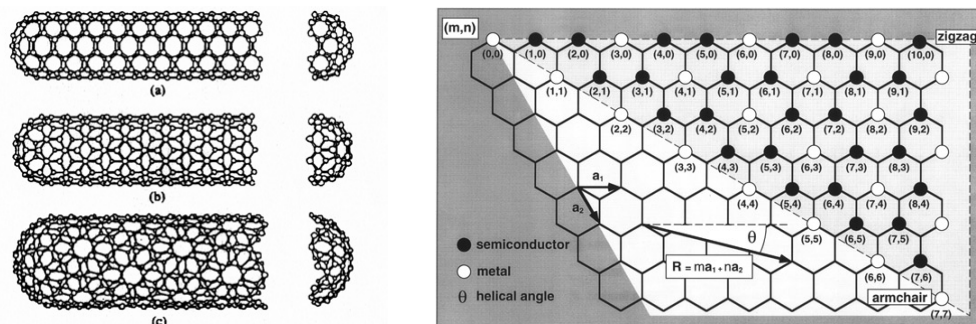 (a)
(b)
(c)
(m,n)
zigzag
(0,0) (1,0) (2,0) (3,0) (4,0) (5,0) (6,0) (7,0) (8,0) (9,0) (10,0)
(1,1) (2,1) (3,1) (4,1) (5,1) (6,1) (7,1) (8,1) (9,1)
(2,2) (3,2) (4,2) (5,2) (6,2) (7,2) (8,2) (9,2)
(3,3) (4,3) (5,3) (6,3) (7,3) (8,3)
a₁
a₂
(4,4) (5,4) (6,4) (7,4) (8,4)
θ
(5,5) (6,5) (7,5)
semiconductor
metal
θ helical angle
R = ma₁+na₂
(6,6) (7,6)
armchair
(7,7)